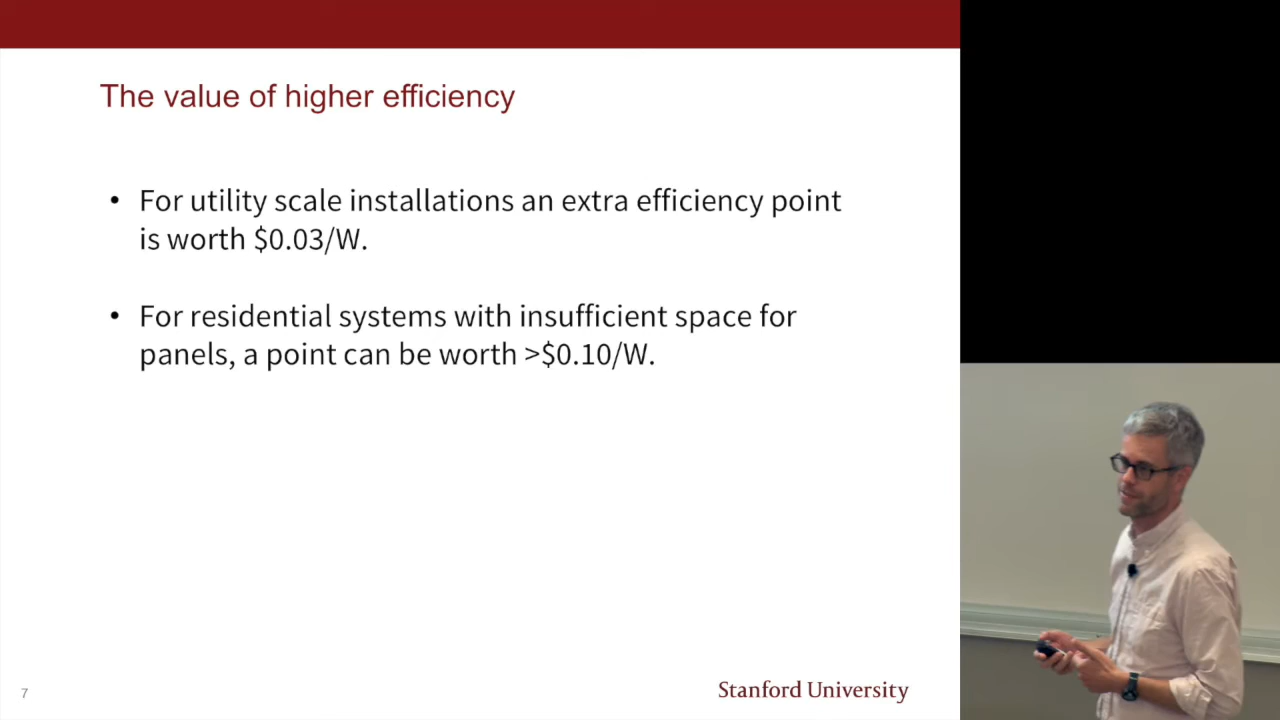 The value of higher efficiency
• For utility scale installations an extra efficiency point
is worth $0.03/W.
• For residential systems with insufficient space for
panels, a point can be worth >$0.10/W.
7
Stanford University